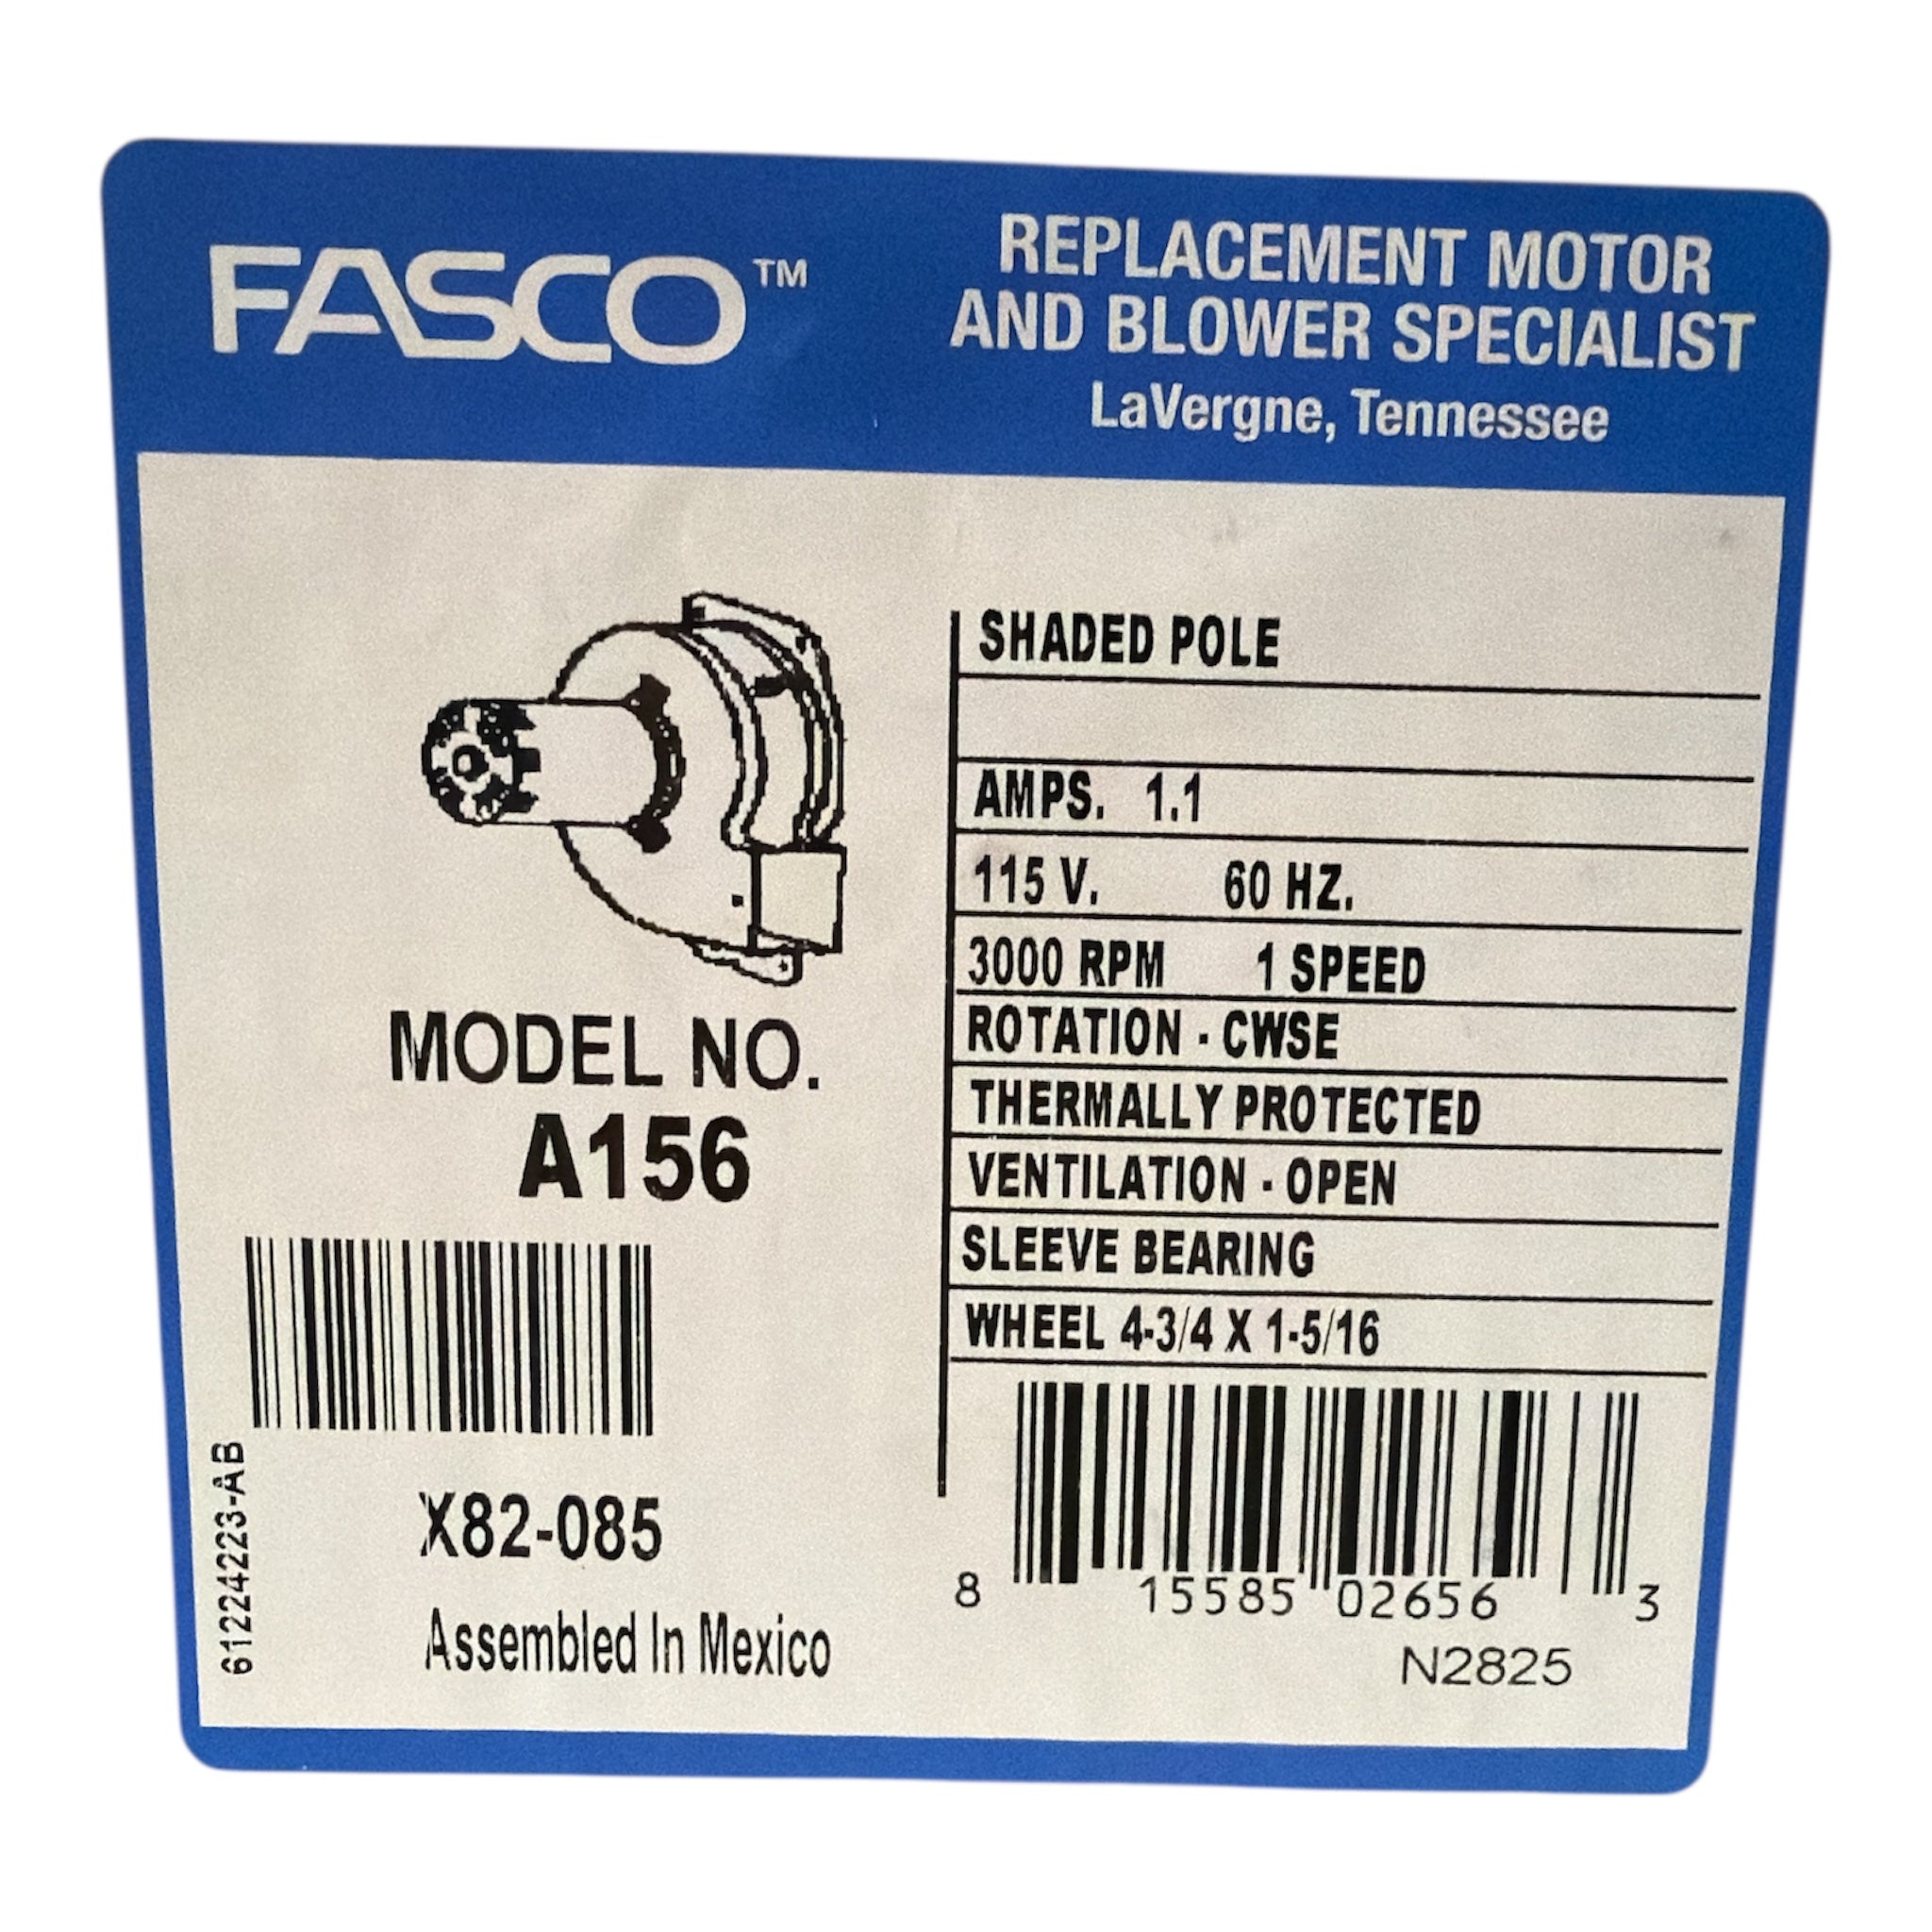 FASCO™
REPLACEMENT MOTOR
AND BLOWER SPECIALIST
LaVergne, Tennessee
MODEL NO.
A156
X82-085
61224223-AB
Assembled In Mexico
SHADED POLE
AMPS. 1.1
115 V. 60 HZ.
3000 RPM 1 SPEED
ROTATION - CWSE
THERMALLY PROTECTED
VENTILATION - OPEN
SLEEVE BEARING
WHEEL 4-3/4 X 1-5/16
8 15585 02656 3
N2825